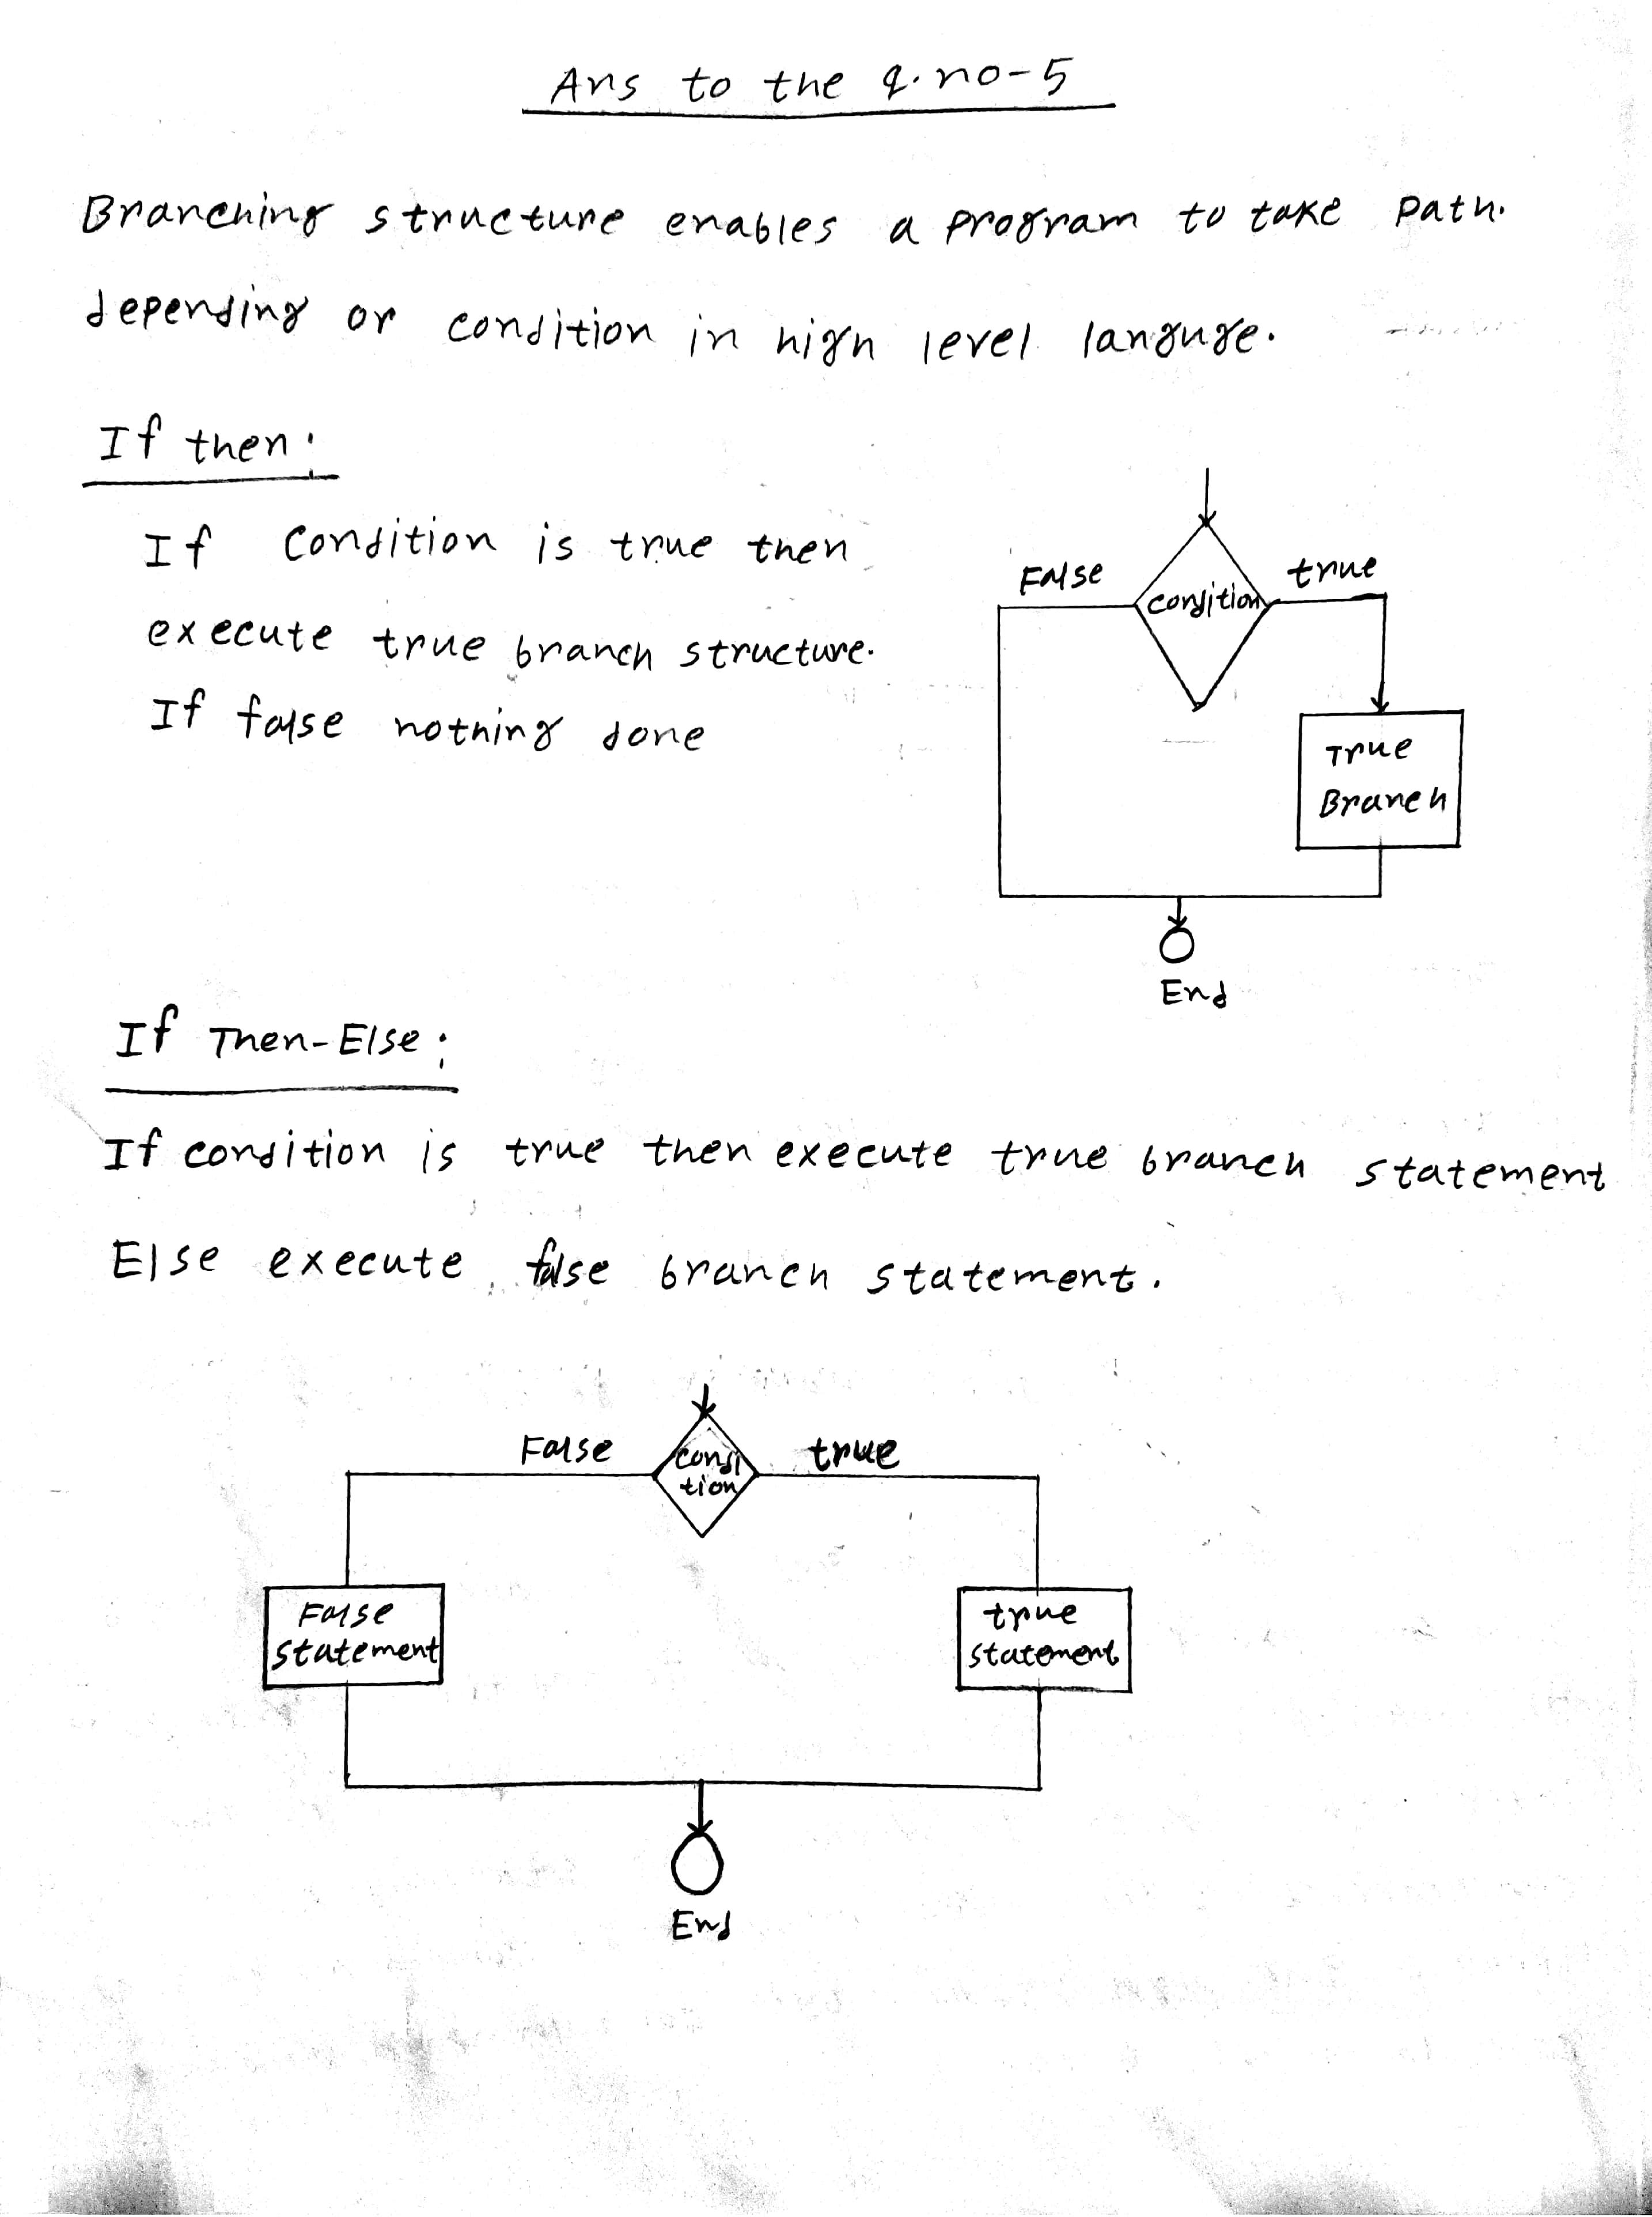 Ans to the q. no-5
Branching structure enables a program to take path.
depending or condition in high level languge.
If then:
If Condition is true then
execute true branch structure.
If false nothing done
False
true
condition
True
Branch
End
If Then-Else:
If condition is true then execute true branch statement
Else execute false branch statement.
False
condi
tion
true
False
statement
true
statement
End